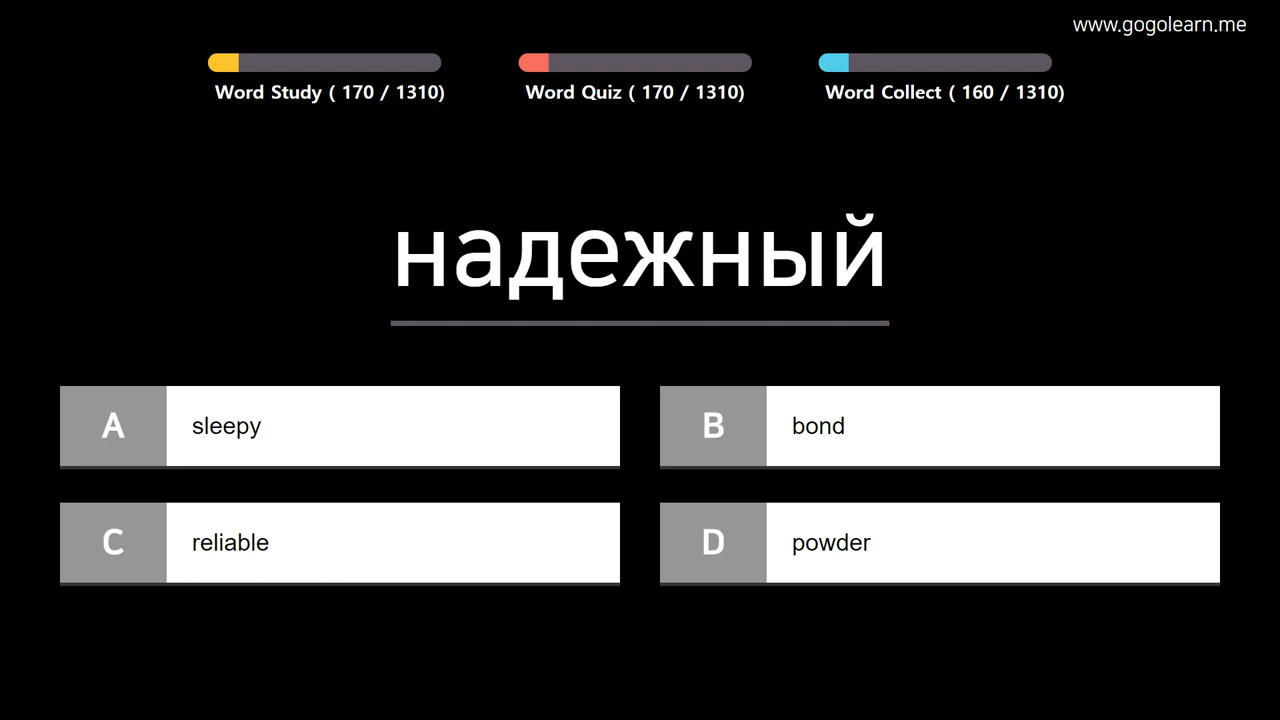 www.gogolearn.me
Word Study ( 170 / 1310)
Word Quiz ( 170 / 1310)
Word Collect ( 160 / 1310)
надежный
A sleepy
B bond
C reliable
D powder